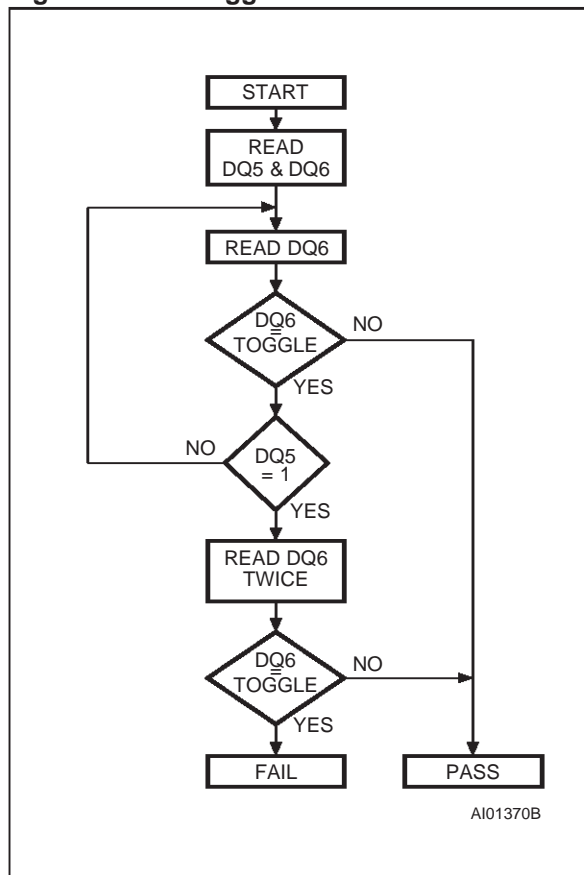 START
READ
DQ5 & DQ6
READ DQ6
DQ6
=
TOGGLE
NO
YES
NO
DQ5
= 1
YES
READ DQ6
TWICE
DQ6
=
TOGGLE
NO
YES
FAIL
PASS
AI01370B